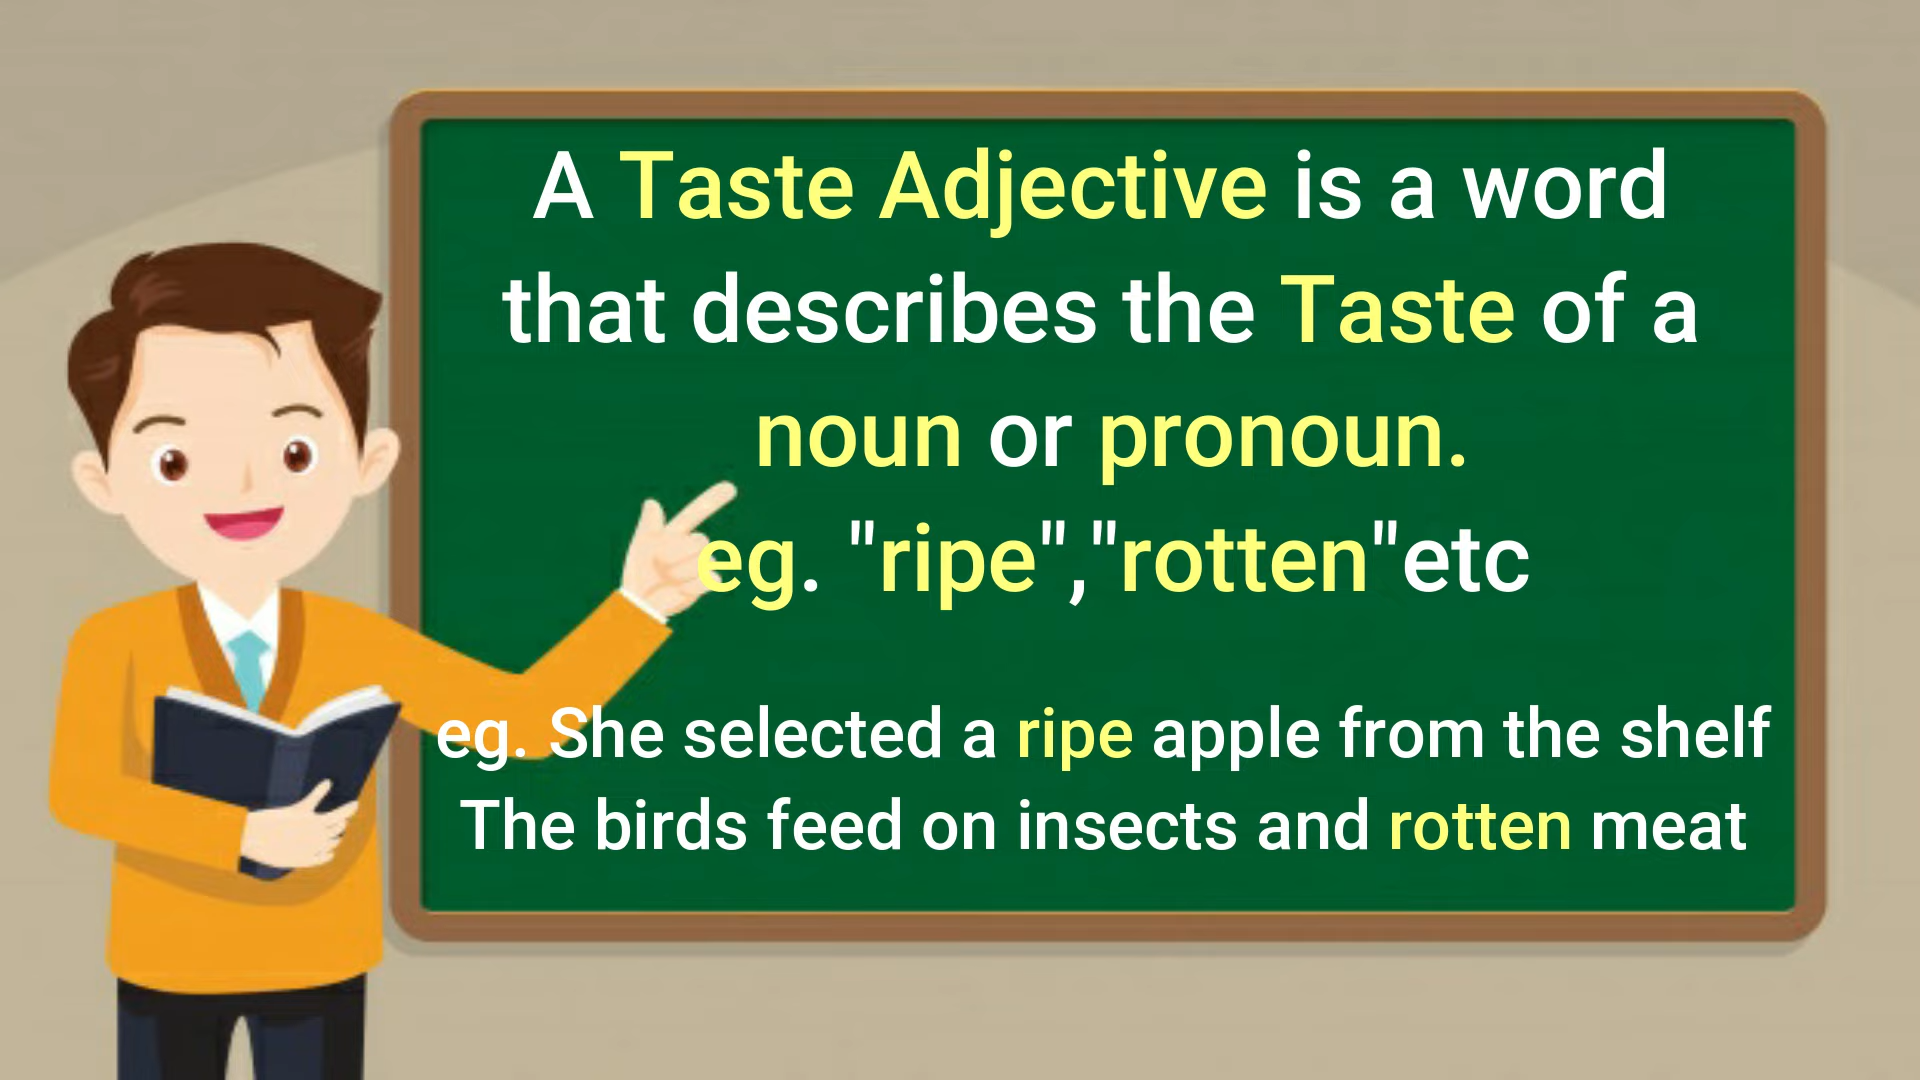 A Taste Adjective is a word
that describes the Taste of a
noun or pronoun.
eg. "ripe","rotten"etc
eg. She selected a ripe apple from the shelf
The birds feed on insects and rotten meat